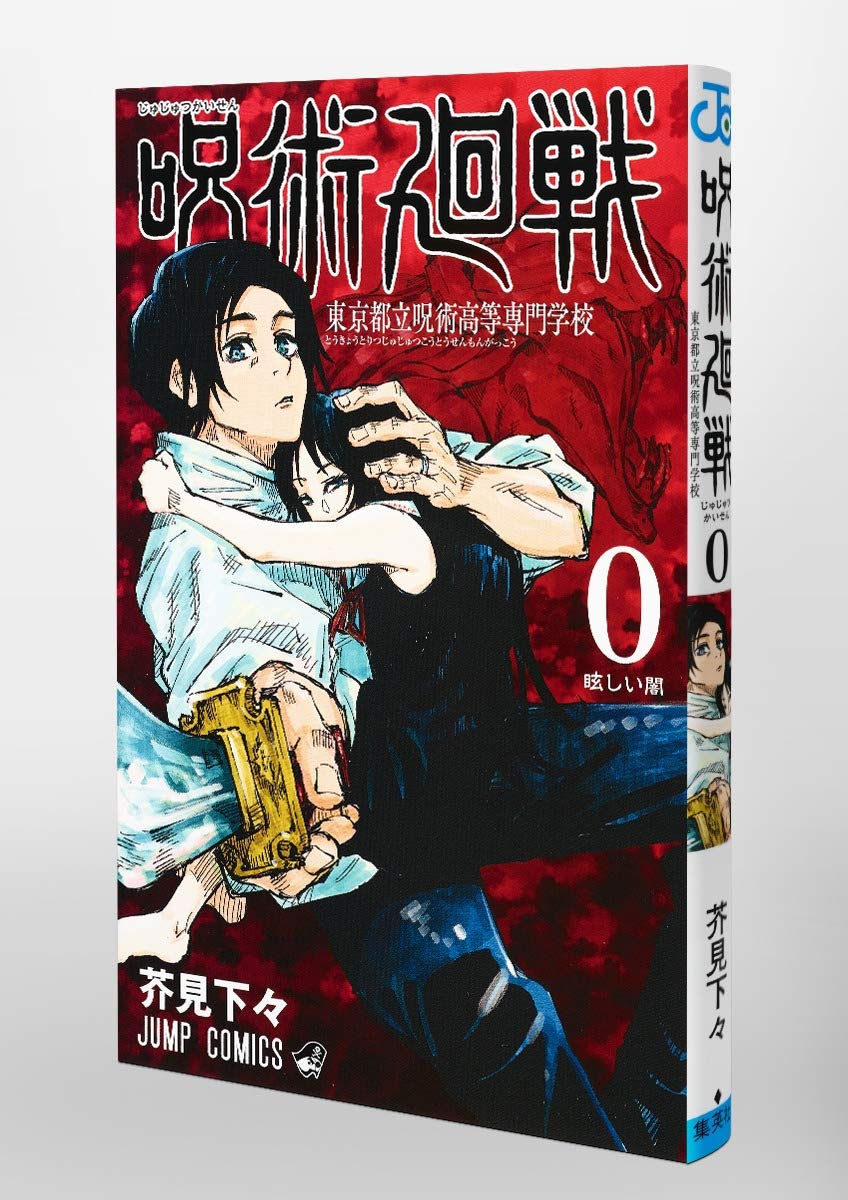 じゅじゅつかいせん
呪術廻戦
東京都立呪術高等専門学校
とうきょうとりつじゅじゅつこうとうせんもんがっこう
0
眩しい闇
芥見下々
JUMP COMICS
呪術廻戦
東京都立呪術高等専門学校
じゅじゅつ
かいせん
0
芥見下々
集英社